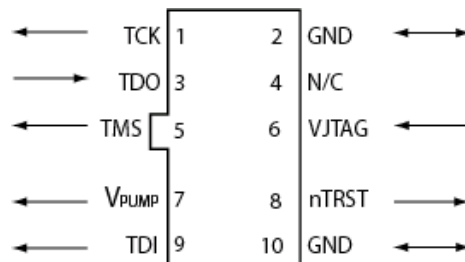 TCK 1 2 GND
TDO 3 4 N/C
TMS 5 6 VJTAG
VPUMP 7 8 nTRST
TDI 9 10 GND